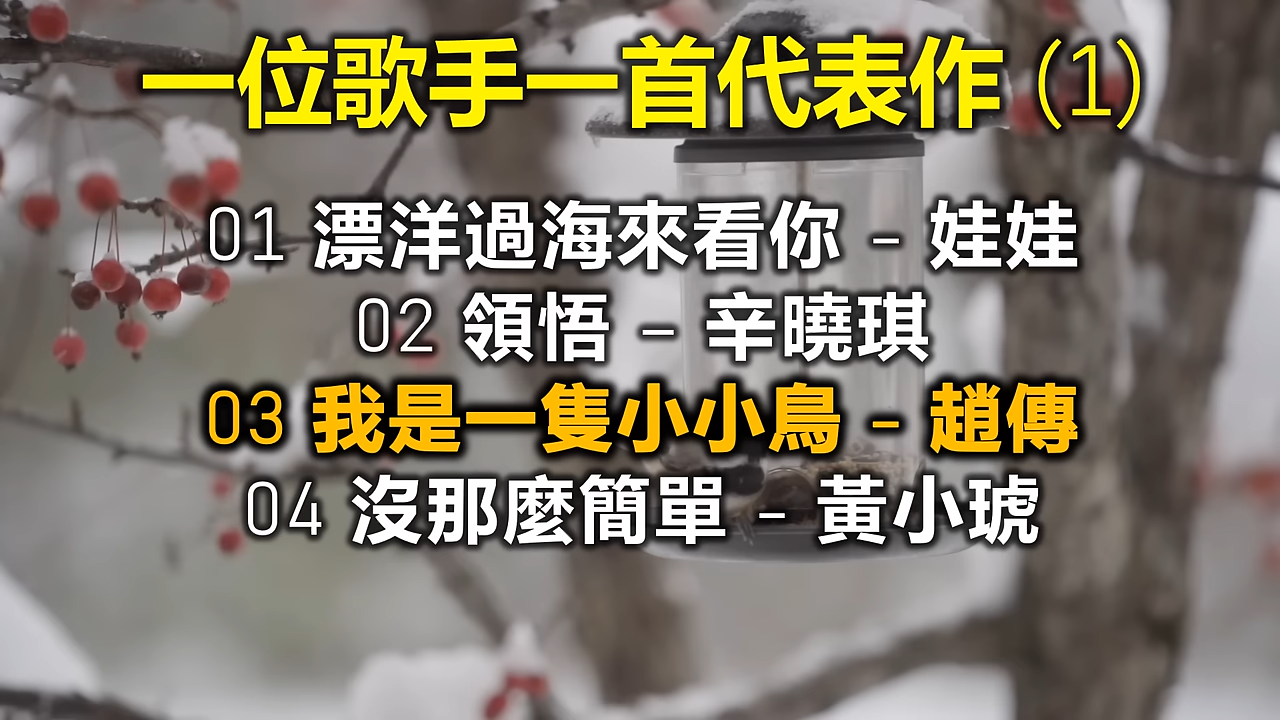 一位歌手一首代表作 (1)
01 漂洋過海來看你 - 娃娃
02 領悟 - 辛曉琪
03 我是一隻小小鳥 - 趙傳
04 沒那麼簡單 - 黃小琥